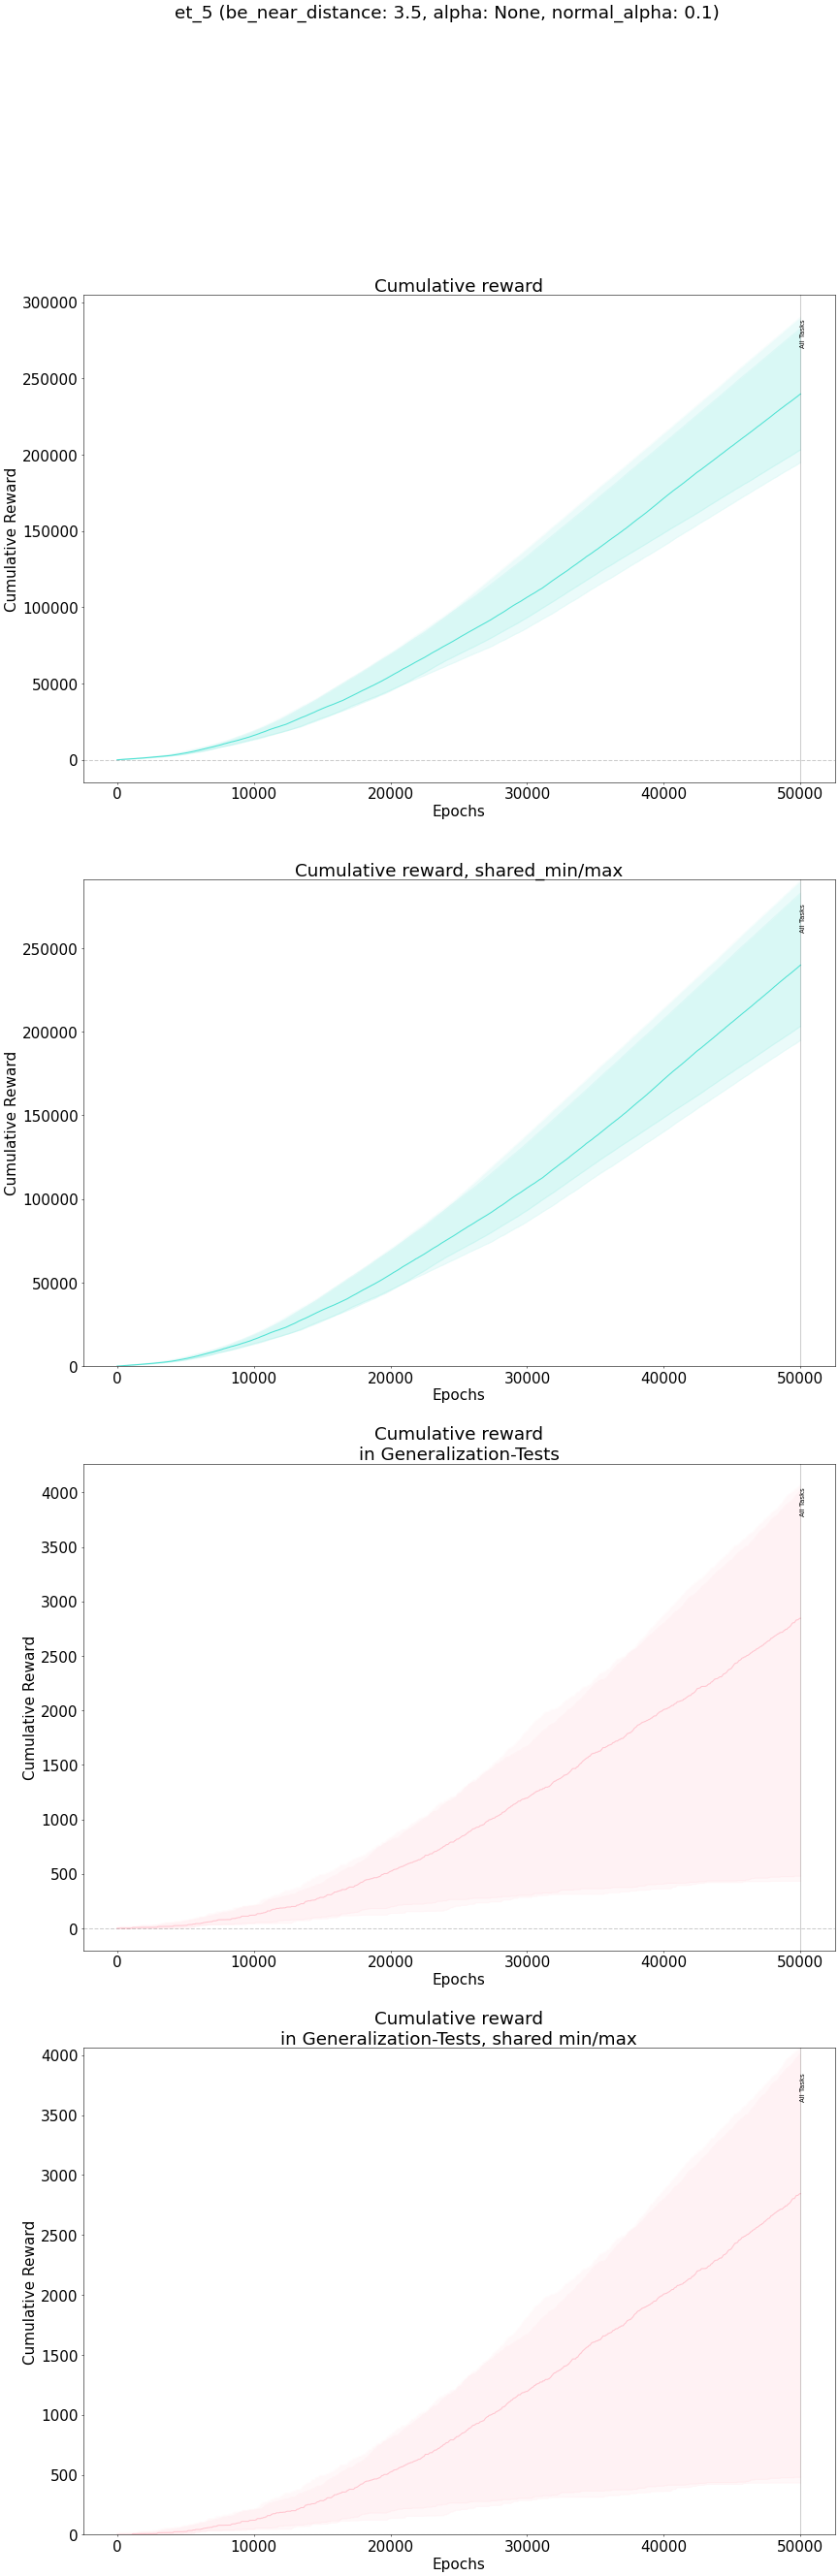 et_5 (be_near_distance: 3.5, alpha: None, normal_alpha: 0.1)
Cumulative reward
300000
250000
200000
150000
100000
50000
0
Cumulative Reward
All Tasks
0 10000 20000 30000 40000 50000
Epochs
Cumulative reward, shared_min/max
250000
200000
150000
100000
50000
0
Cumulative Reward
All Tasks
0 10000 20000 30000 40000 50000
Epochs
Cumulative reward
in Generalization-Tests
4000
3500
3000
2500
2000
1500
1000
500
0
Cumulative Reward
All Tasks
0 10000 20000 30000 40000 50000
Epochs
Cumulative reward
in Generalization-Tests, shared min/max
4000
3500
3000
2500
2000
1500
1000
500
0
Cumulative Reward
All Tasks
0 10000 20000 30000 40000 50000
Epochs